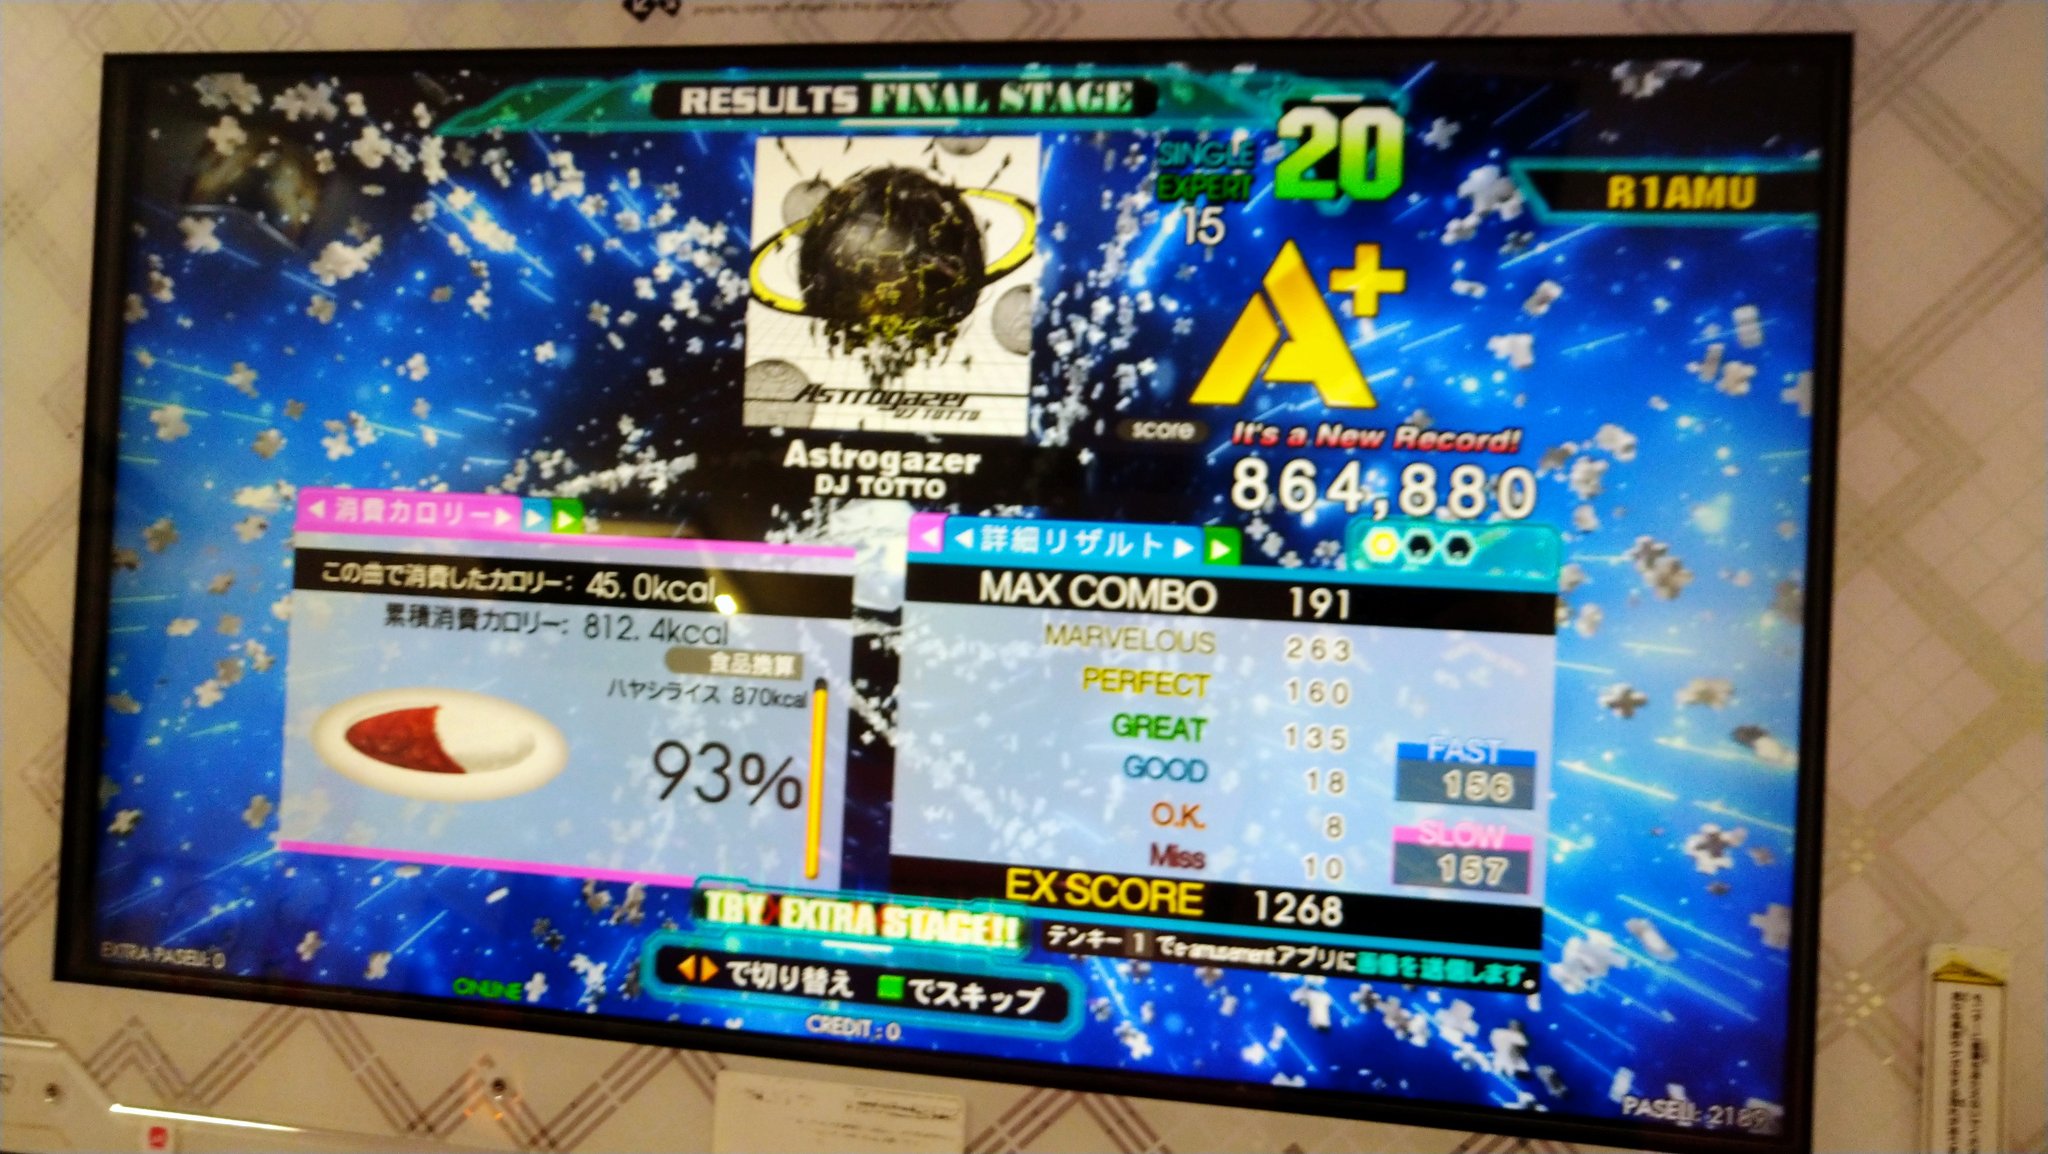 RESULTS FINAL STAGE
SINGLE
EXPERT
20
15
R1AMU
A+
Astrogazer
DJ TOTTO
Astrogazer
DJ TOTTO
score
It's a New Record!
864,880
消費カロリー
この曲で消費したカロリー: 45.0kcal
累積消費カロリー: 812.4kcal
食品換算
ハヤシライス 870kcal
93%
詳細リザルト
MAX COMBO 191
MARVELOUS 263
PERFECT 160
GREAT 135
GOOD 18
O.K. 8
Miss 10
FAST
156
SLOW
157
EX SCORE 1268
TRY EXTRA STAGE!!
テンキー 1 でe-amusementアプリに画像を送信します。
で切り替え でスキップ
EXTRA PASELI: 0
ONLINE
CREDIT : 0